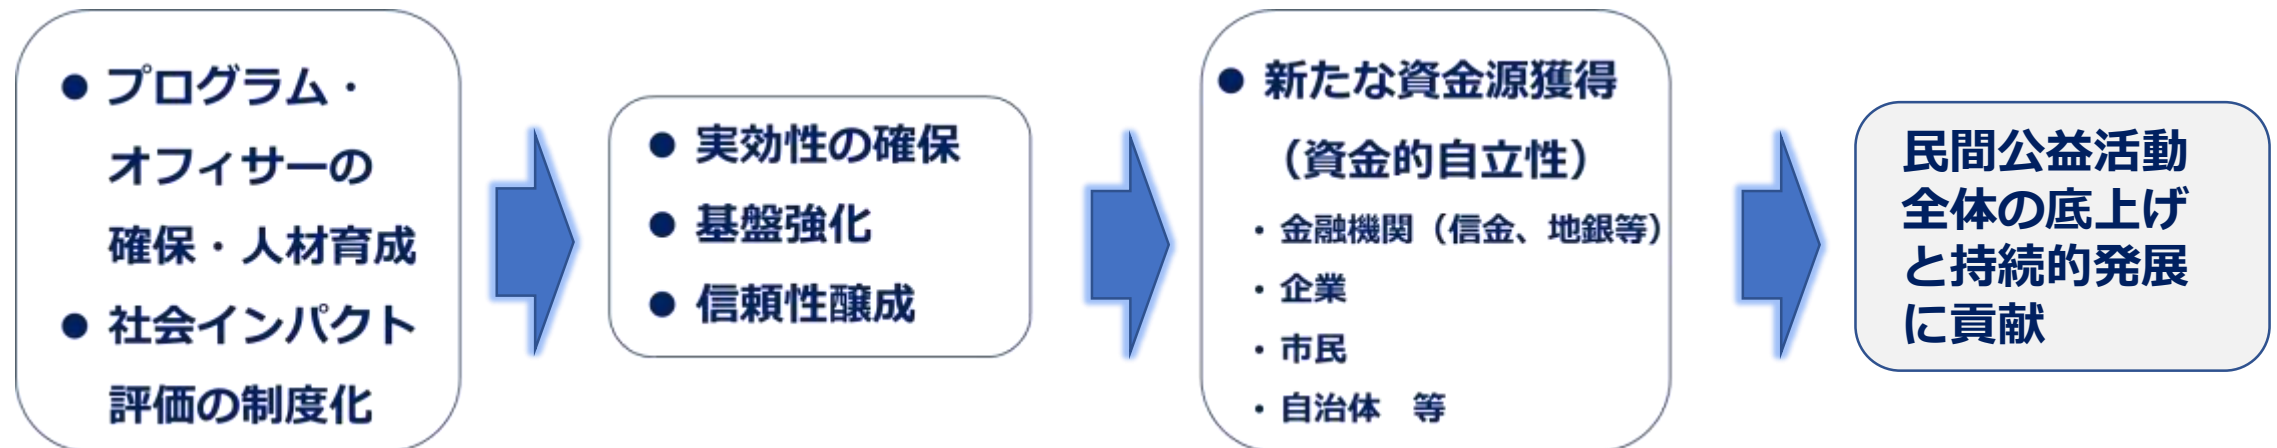 ● プログラム・
オフィサーの
確保・人材育成
● 社会インパクト
評価の制度化
● 実効性の確保
● 基盤強化
● 信頼性醸成
● 新たな資金源獲得
（資金的自立性）
・金融機関（信金、地銀等）
・企業
・市民
・自治体　等
民間公益活動
全体の底上げ
と持続的発展
に貢献